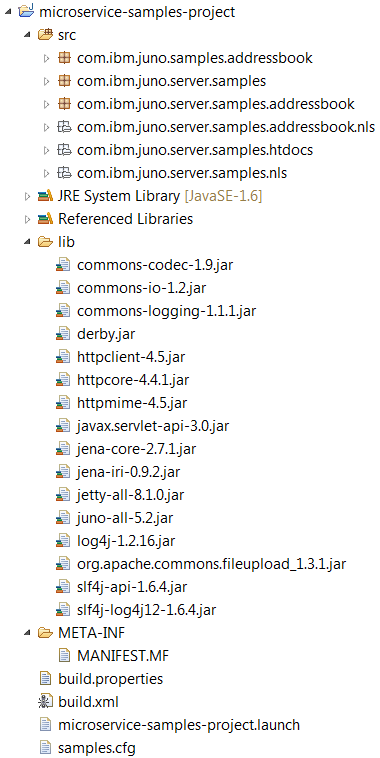 microservice-samples-project
src
com.ibm.juno.samples.addressbook
com.ibm.juno.server.samples
com.ibm.juno.server.samples.addressbook
com.ibm.juno.server.samples.addressbook.nls
com.ibm.juno.server.samples.htdocs
com.ibm.juno.server.samples.nls
JRE System Library [JavaSE-1.6]
Referenced Libraries
lib
commons-codec-1.9.jar
commons-io-1.2.jar
commons-logging-1.1.1.jar
derby.jar
httpclient-4.5.jar
httpcore-4.4.1.jar
httpmime-4.5.jar
javax.servlet-api-3.0.jar
jena-core-2.7.1.jar
jena-iri-0.9.2.jar
jetty-all-8.1.0.jar
juno-all-5.2.jar
log4j-1.2.16.jar
org.apache.commons.fileupload_1.3.1.jar
slf4j-api-1.6.4.jar
slf4j-log4j12-1.6.4.jar
META-INF
MANIFEST.MF
build.properties
build.xml
microservice-samples-project.launch
samples.cfg